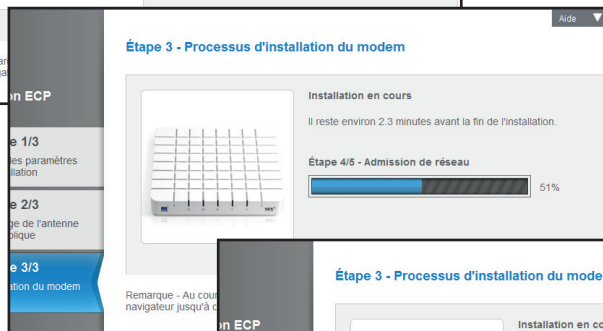 Aide
Étape 3 - Processus d'installation du modem
on ECP
Installation en cours
Il reste environ 2.3 minutes avant la fin de l'installation.
e 1/3
les paramètres
llation
Étape 4/5 - Admission de réseau
51%
e 2/3
ge de l'antenne
olique
SES
e 3/3
ation du modem
Remarque - Au cour
navigateur jusqu'à c
Étape 3 - Processus d'installation du mode
on ECP
Installation en co